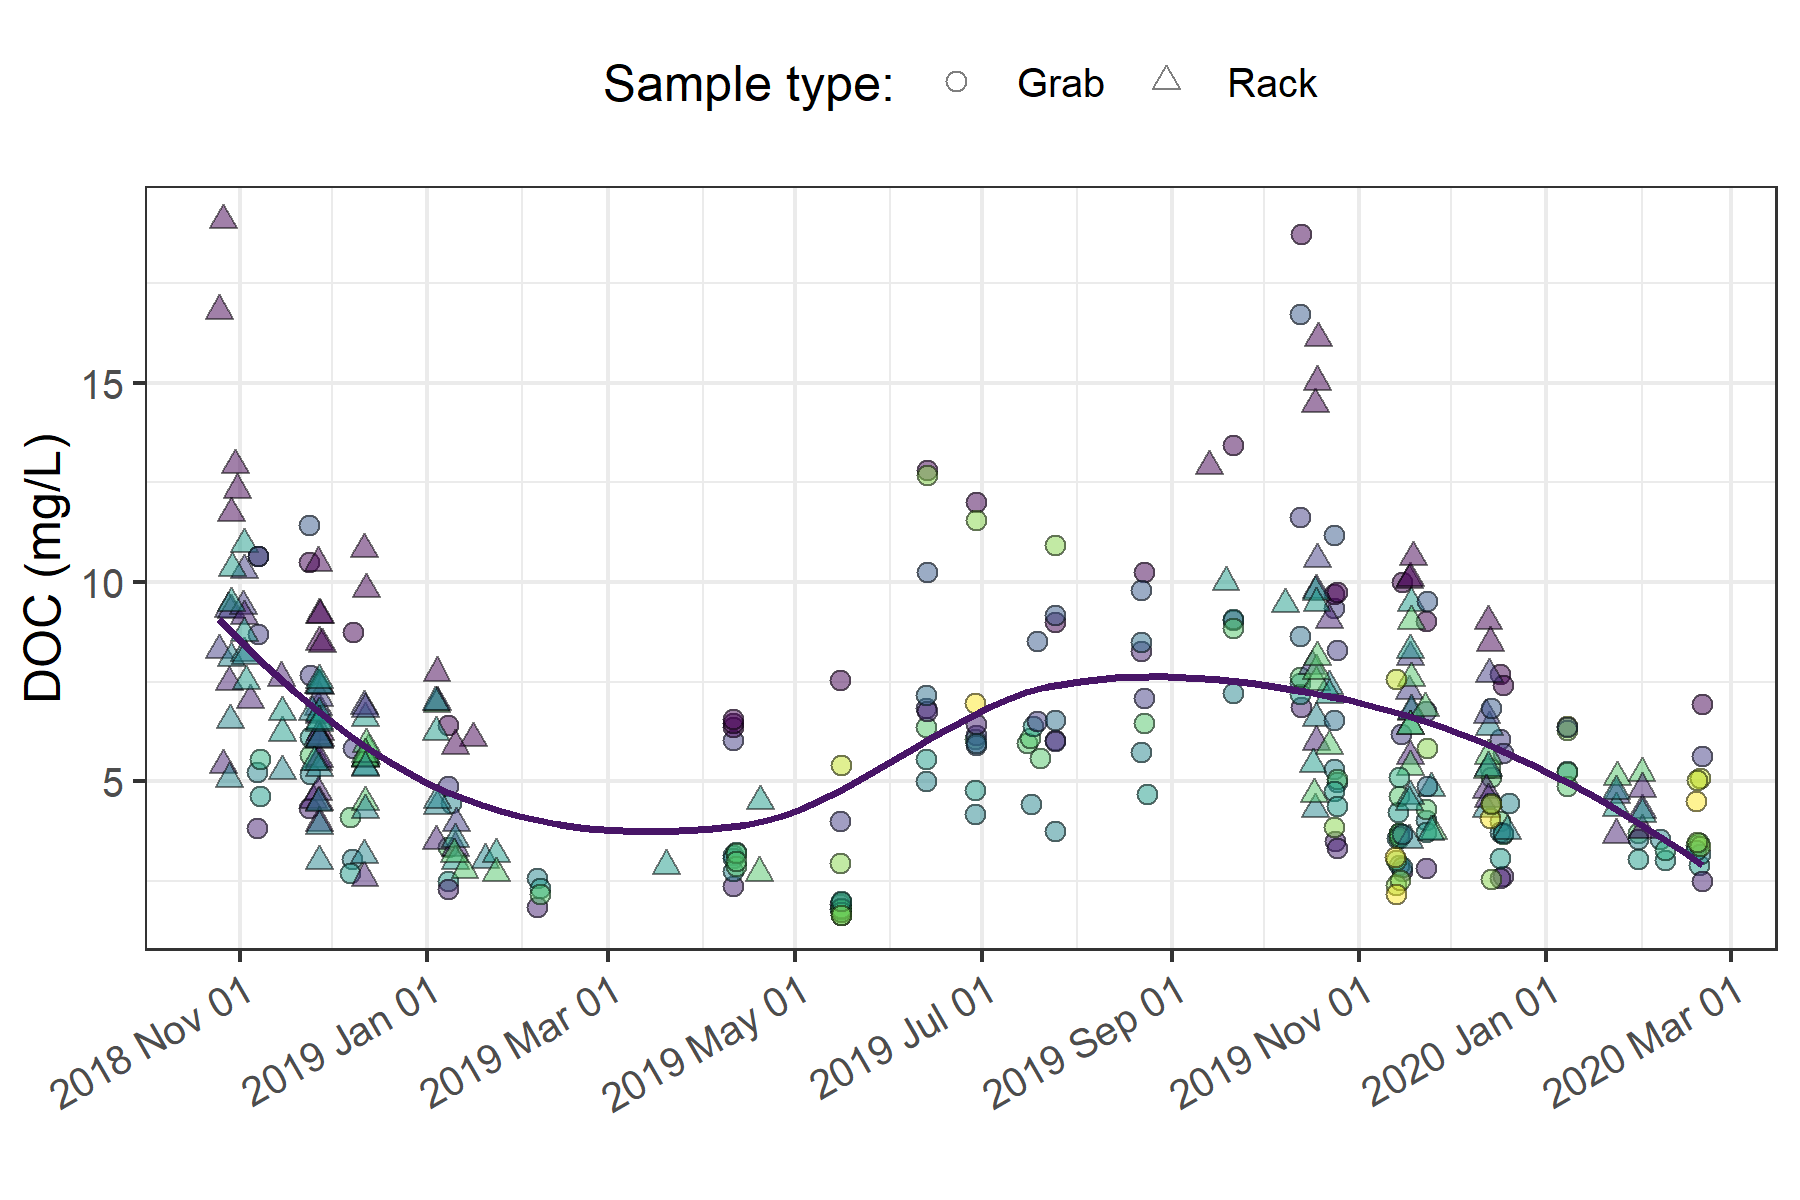 Sample type: Grab Rack
DOC (mg/L)
15
10
5
2018 Nov 01
2019 Jan 01
2019 Mar 01
2019 May 01
2019 Jul 01
2019 Sep 01
2019 Nov 01
2020 Jan 01
2020 Mar 01